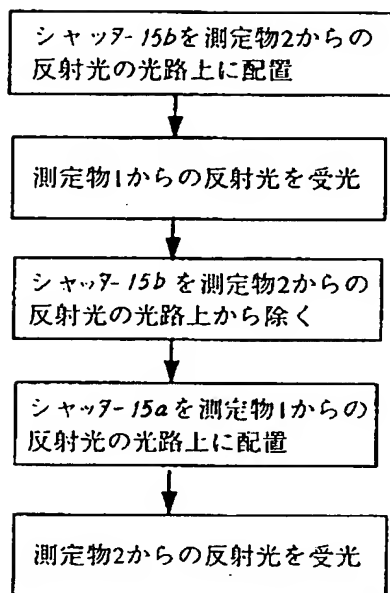 シャッター15bを測定物2からの
反射光の光路上に配置
測定物1からの反射光を受光
シャッター15bを測定物2からの
反射光の光路上から除く
シャッター15aを測定物1からの
反射光の光路上に配置
測定物2からの反射光を受光